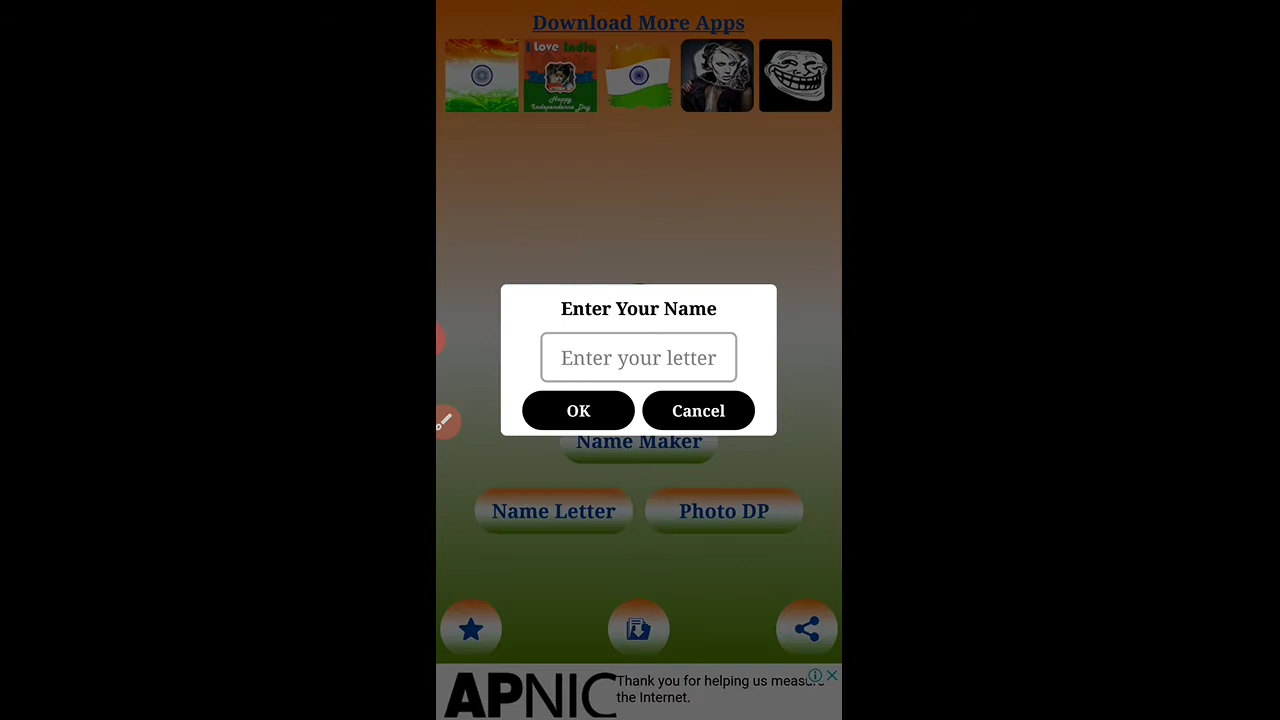 Download More Apps
I Love India
Happy
Independence Day
Enter Your Name
Enter your letter
OK
Cancel
Name Maker
Name Letter
Photo DP
APNIC
Thank you for helping us measure
the Internet.